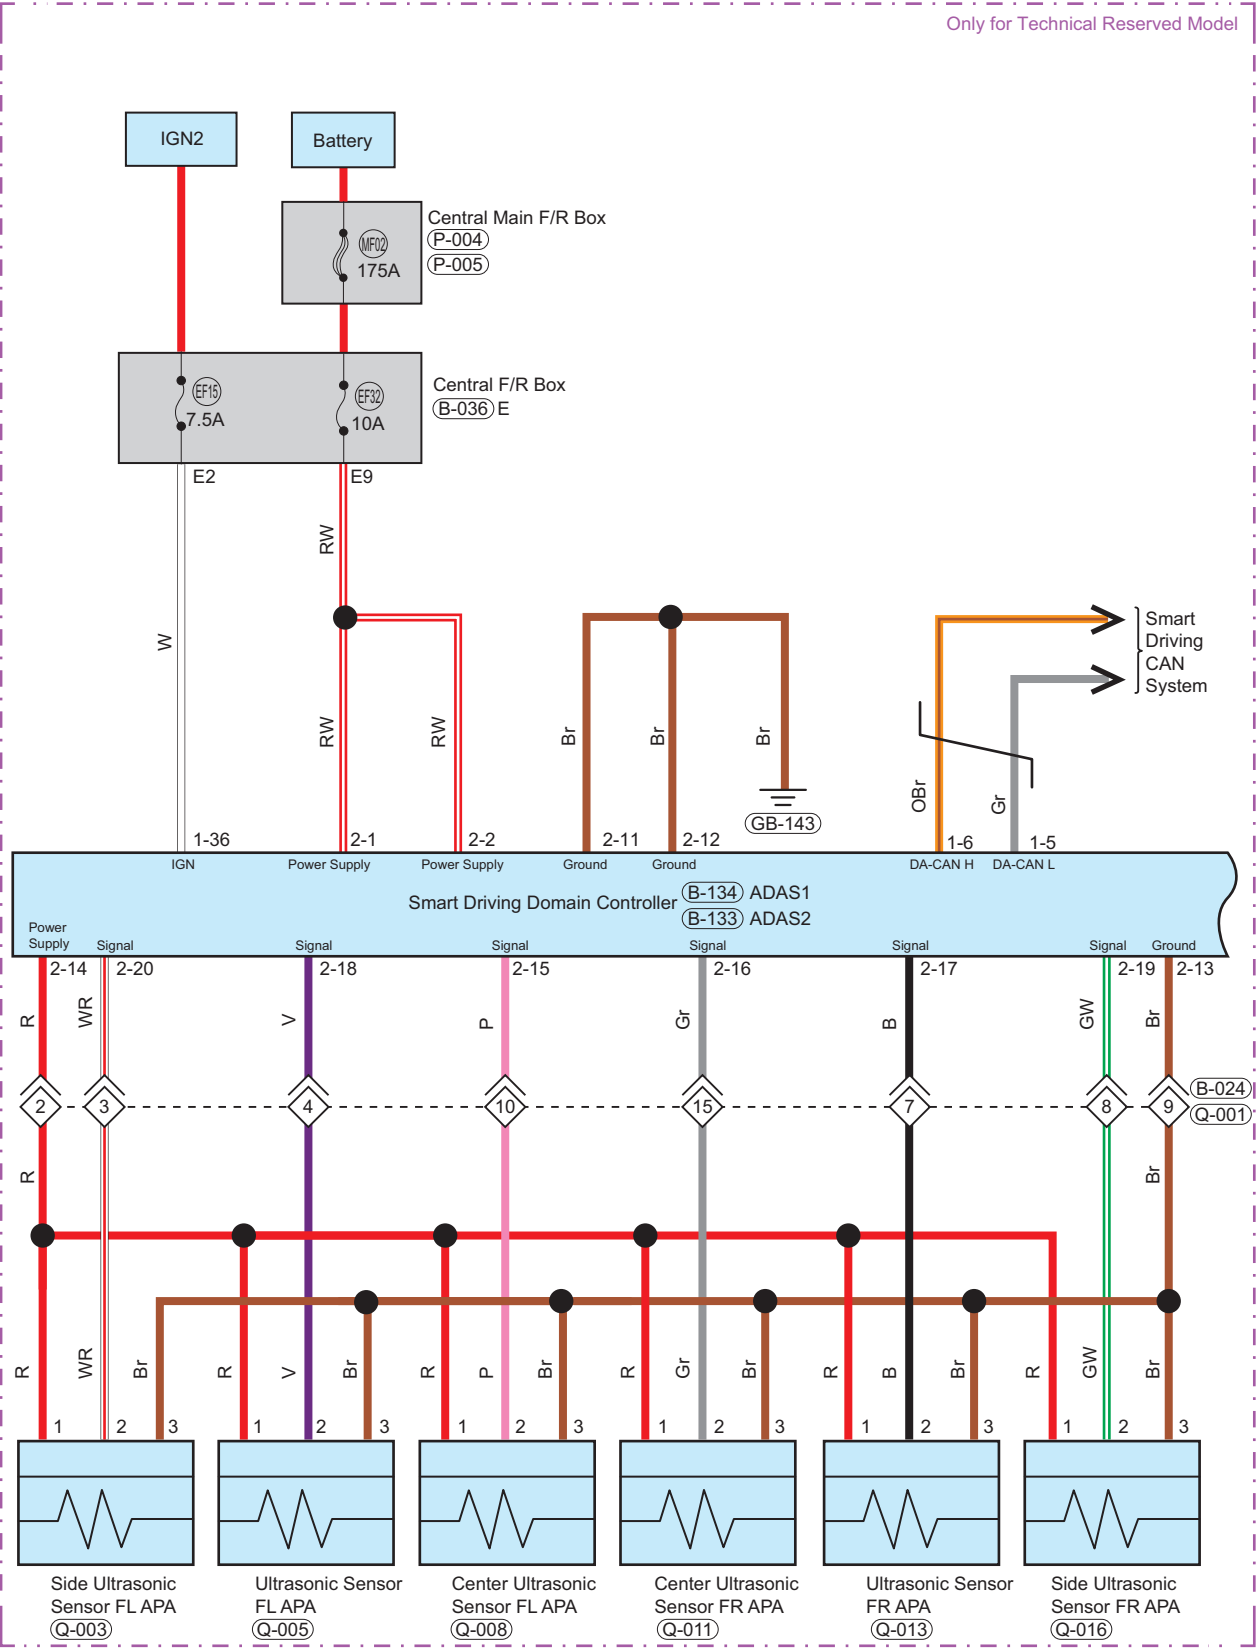 Only for Technical Reserved Model
IGN2
Battery
Central Main F/R Box
P-004
P-005
MF02
175A
Central F/R Box
B-036 E
EF15
7.5A
EF32
10A
E2
E9
RW
W
RW
RW
Br
Br
Br
OBr
Gr
Smart
Driving
CAN
System
GB-143
1-36
2-1
2-2
2-11
2-12
1-6
1-5
IGN
Power Supply
Power Supply
Ground
Ground
DA-CAN H
DA-CAN L
Smart Driving Domain Controller
B-134 ADAS1
B-133 ADAS2
Power
Supply
Signal
Signal
Signal
Signal
Signal
Signal
Ground
2-14
2-20
2-18
2-15
2-16
2-17
2-19
2-13
R
WR
V
P
Gr
B
GW
Br
2
3
4
10
15
7
8
9
B-024
Q-001
R
Br
R
WR
Br
R
V
Br
R
P
Br
R
Gr
Br
R
B
Br
R
GW
Br
1
2
3
1
2
3
1
2
3
1
2
3
1
2
3
1
2
3
Side Ultrasonic
Sensor FL APA
Q-003
Ultrasonic Sensor
FL APA
Q-005
Center Ultrasonic
Sensor FL APA
Q-008
Center Ultrasonic
Sensor FR APA
Q-011
Ultrasonic Sensor
FR APA
Q-013
Side Ultrasonic
Sensor FR APA
Q-016